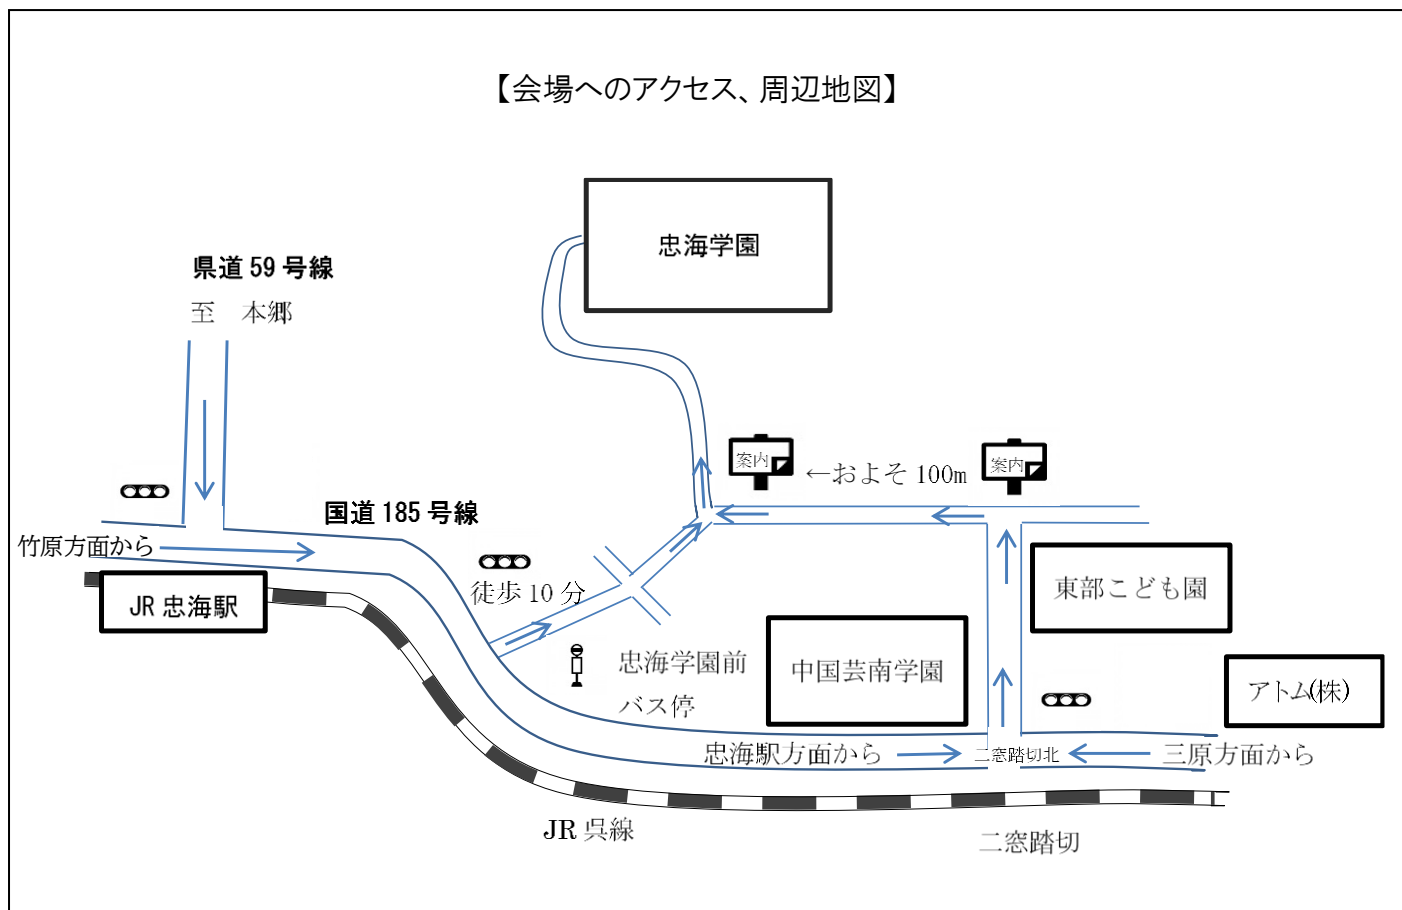 【会場へのアクセス、周辺地図】
忠海学園
県道 59 号線
至　本郷
案内
←およそ 100m
案内
国道 185 号線
竹原方面から
徒歩 10 分
JR 忠海駅
東部こども園
忠海学園前
バス停
中国芸南学園
アトム(株)
忠海駅方面から
二窓踏切北
三原方面から
JR 呉線
二窓踏切